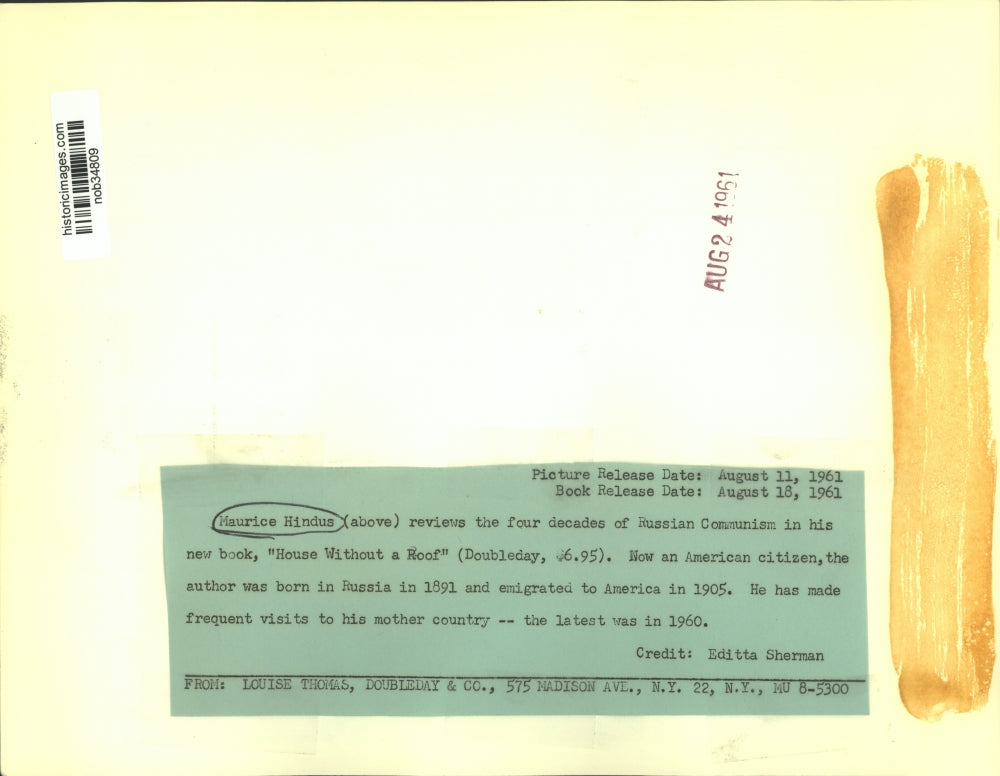 historicimages.com
nob34809
AUG 24 1961
Picture Release Date: August 11, 1961
Book Release Date: August 18, 1961
Maurice Hindus (above) reviews the four decades of Russian Communism in his
new book, "House Without a Roof" (Doubleday, $6.95). Now an American citizen, the
author was born in Russia in 1891 and emigrated to America in 1905. He has made
frequent visits to his mother country -- the latest was in 1960.
Credit: Editta Sherman
FROM: LOUISE THOMAS, DOUBLEDAY & CO., 575 MADISON AVE., N.Y. 22, N.Y., MU 8-5300